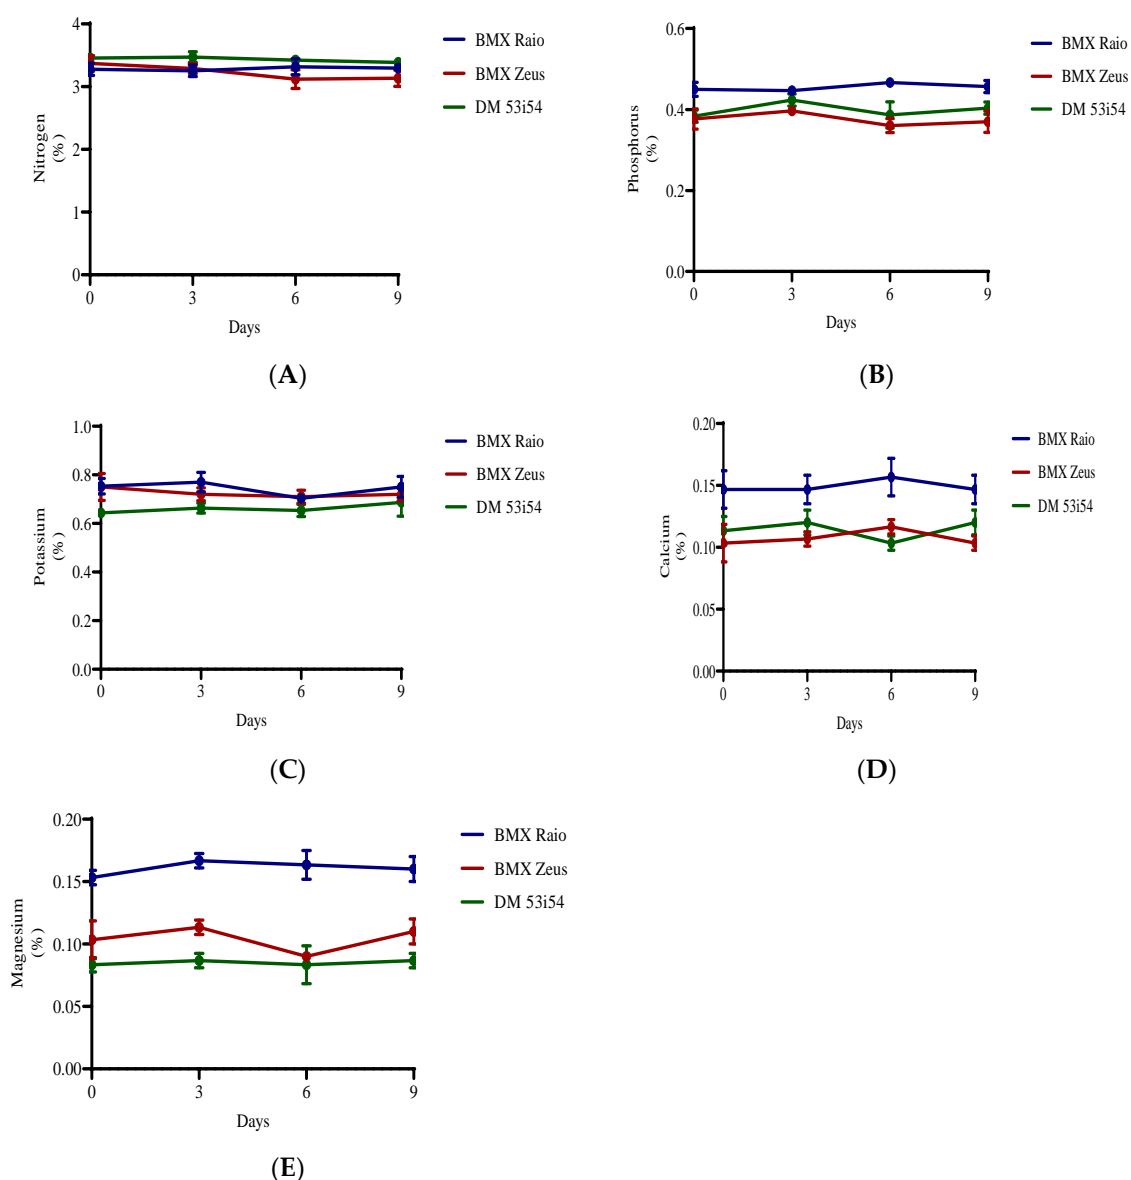 4
3
2
1
0
Nitrogen
(%)
0 3 6 9
Days
BMX Raio
BMX Zeus
DM 53i54
(A)
0.6
0.4
0.2
0.0
Phosphorus
(%)
0 3 6 9
Days
BMX Raio
BMX Zeus
DM 53i54
(B)
1.0
0.8
0.6
0.4
0.2
0.0
Potassium
(%)
0 3 6 9
Days
BMX Raio
BMX Zeus
DM 53i54
(C)
0.20
0.15
0.10
0.05
0.00
Calcium
(%)
0 3 6 9
Days
BMX Raio
BMX Zeus
DM 53i54
(D)
0.20
0.15
0.10
0.05
0.00
Magnesium
(%)
0 3 6 9
Days
BMX Raio
BMX Zeus
DM 53i54
(E)